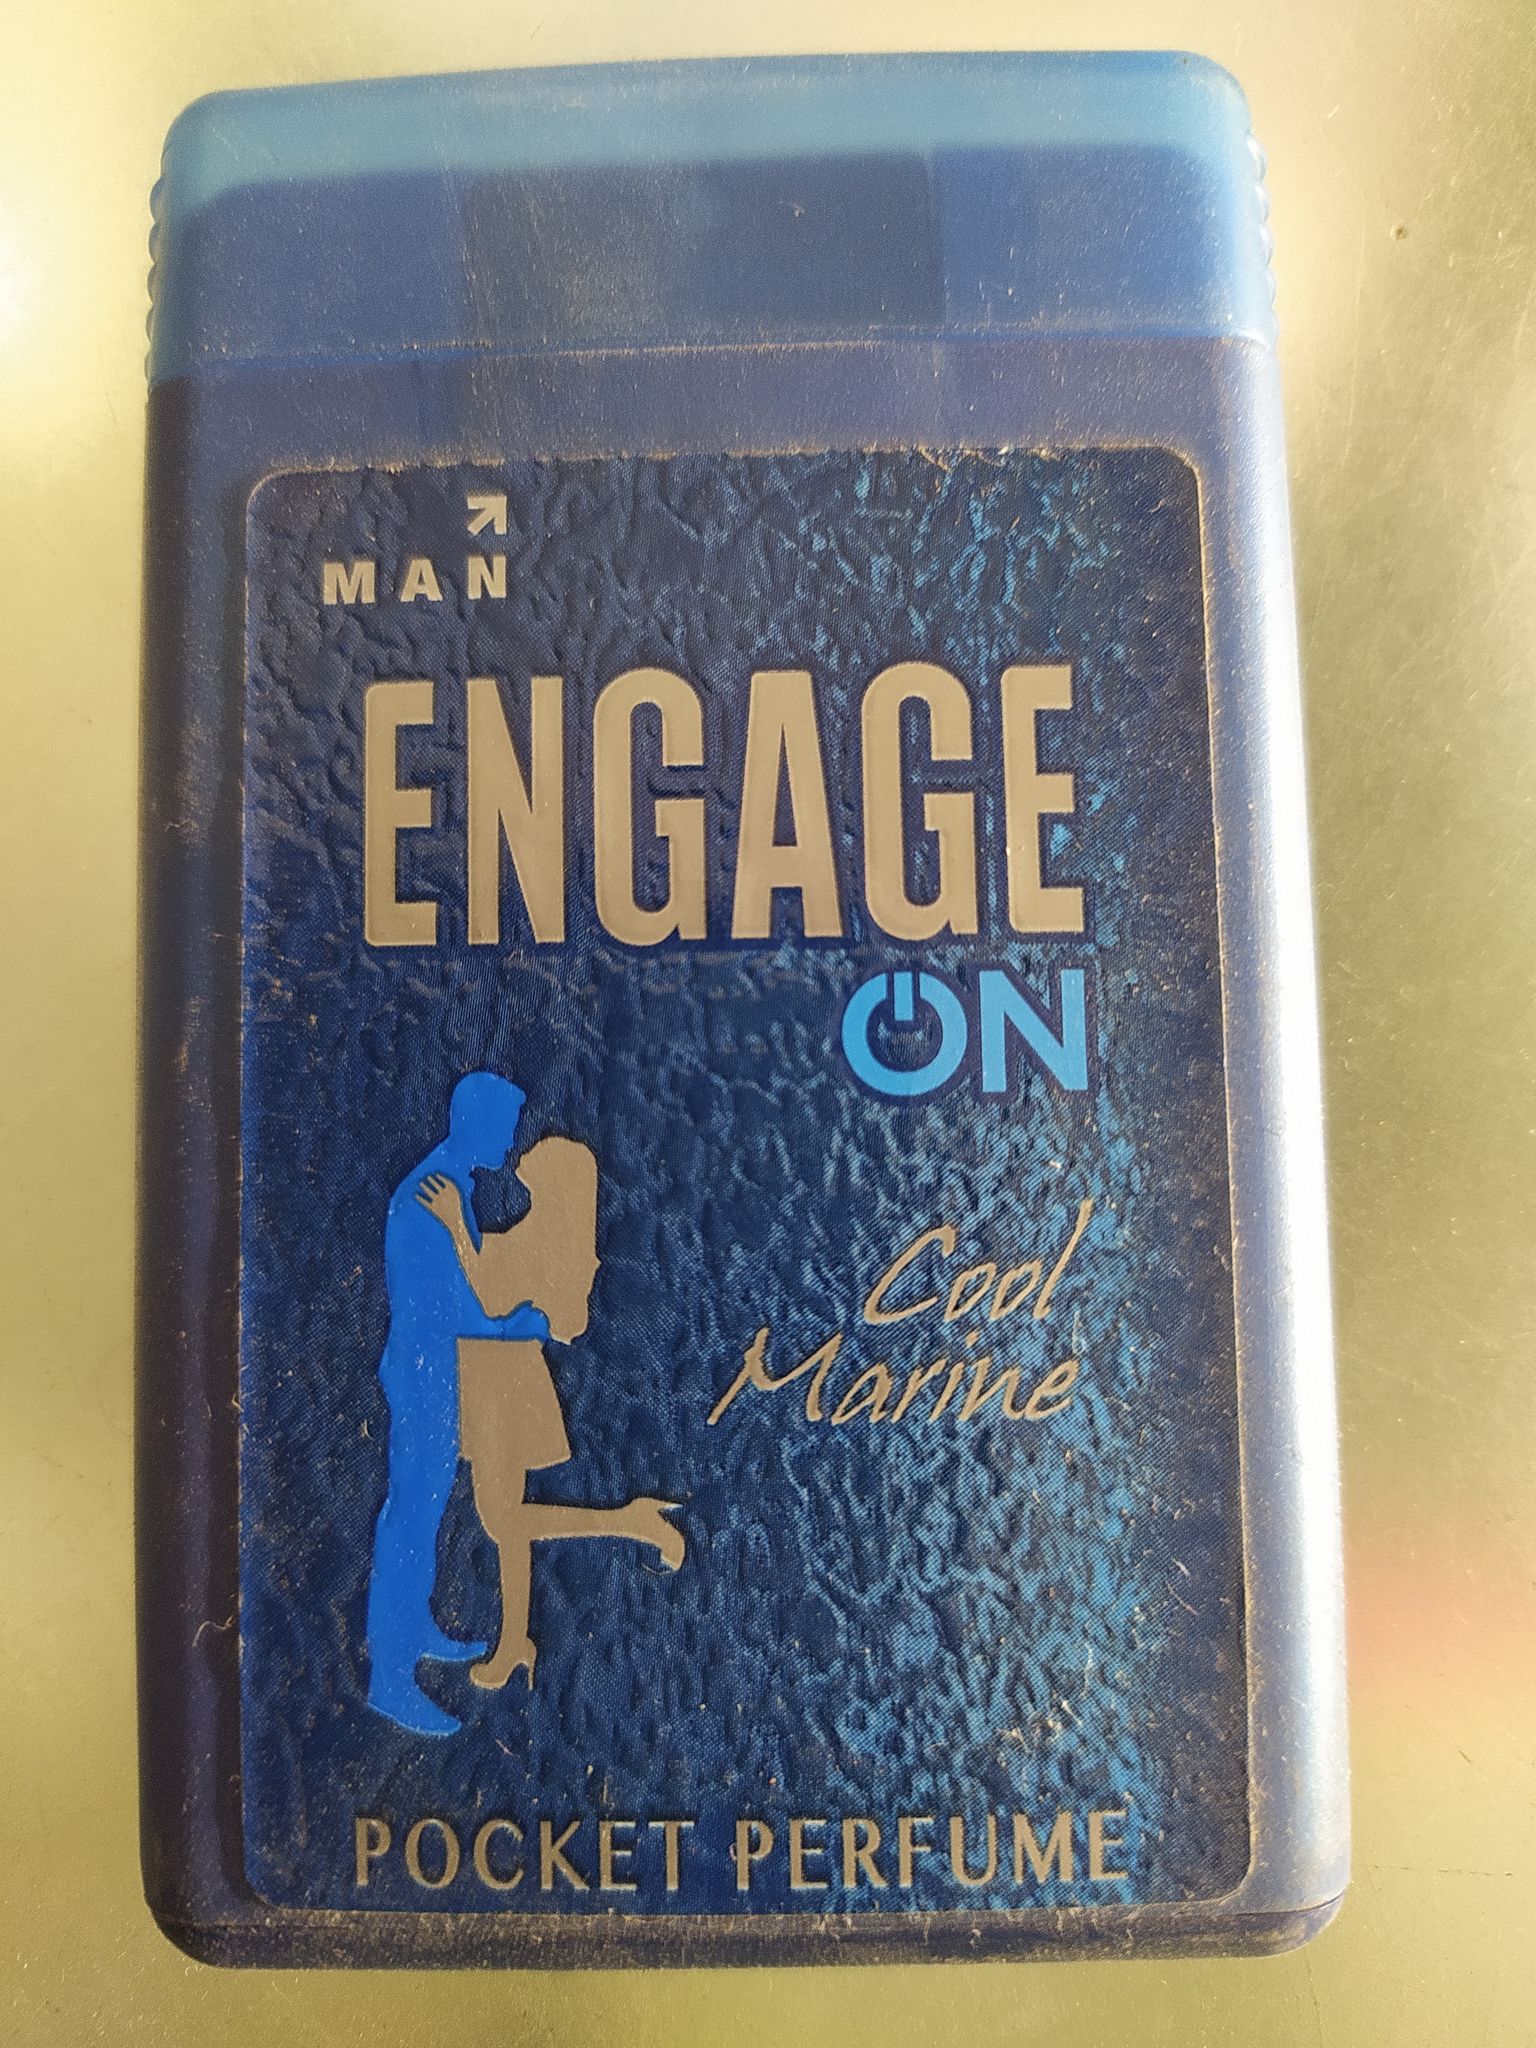 MAN
ENGAGE
ON
Cool
Marine
POCKET PERFUME